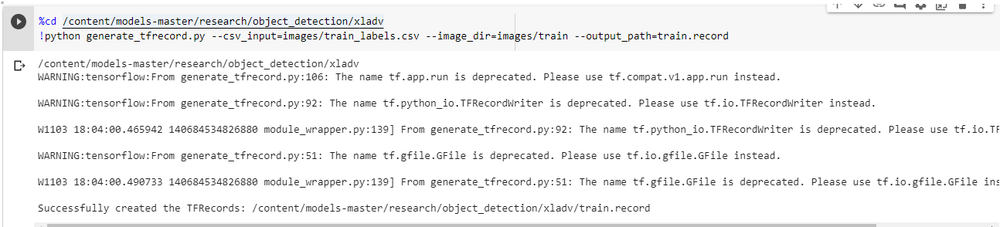 %cd /content/models-master/research/object_detection/xladv
!python generate_tfrecord.py --csv_input=images/train_labels.csv --image_dir=images/train --output_path=train.record
/content/models-master/research/object_detection/xladv
WARNING:tensorflow:From generate_tfrecord.py:106: The name tf.app.run is deprecated. Please use tf.compat.v1.app.run instead.
WARNING:tensorflow:From generate_tfrecord.py:92: The name tf.python_io.TFRecordWriter is deprecated. Please use tf.io.TFRecordWriter instead.
W1103 18:04:00.465942 140684534826880 module_wrapper.py:139] From generate_tfrecord.py:92: The name tf.python_io.TFRecordWriter is deprecated. Please use tf.io.TF
WARNING:tensorflow:From generate_tfrecord.py:51: The name tf.gfile.GFile is deprecated. Please use tf.io.gfile.GFile instead.
W1103 18:04:00.490733 140684534826880 module_wrapper.py:139] From generate_tfrecord.py:51: The name tf.gfile.GFile is deprecated. Please use tf.io.gfile.GFile ins
Successfully created the TFRecords: /content/models-master/research/object_detection/xladv/train.record